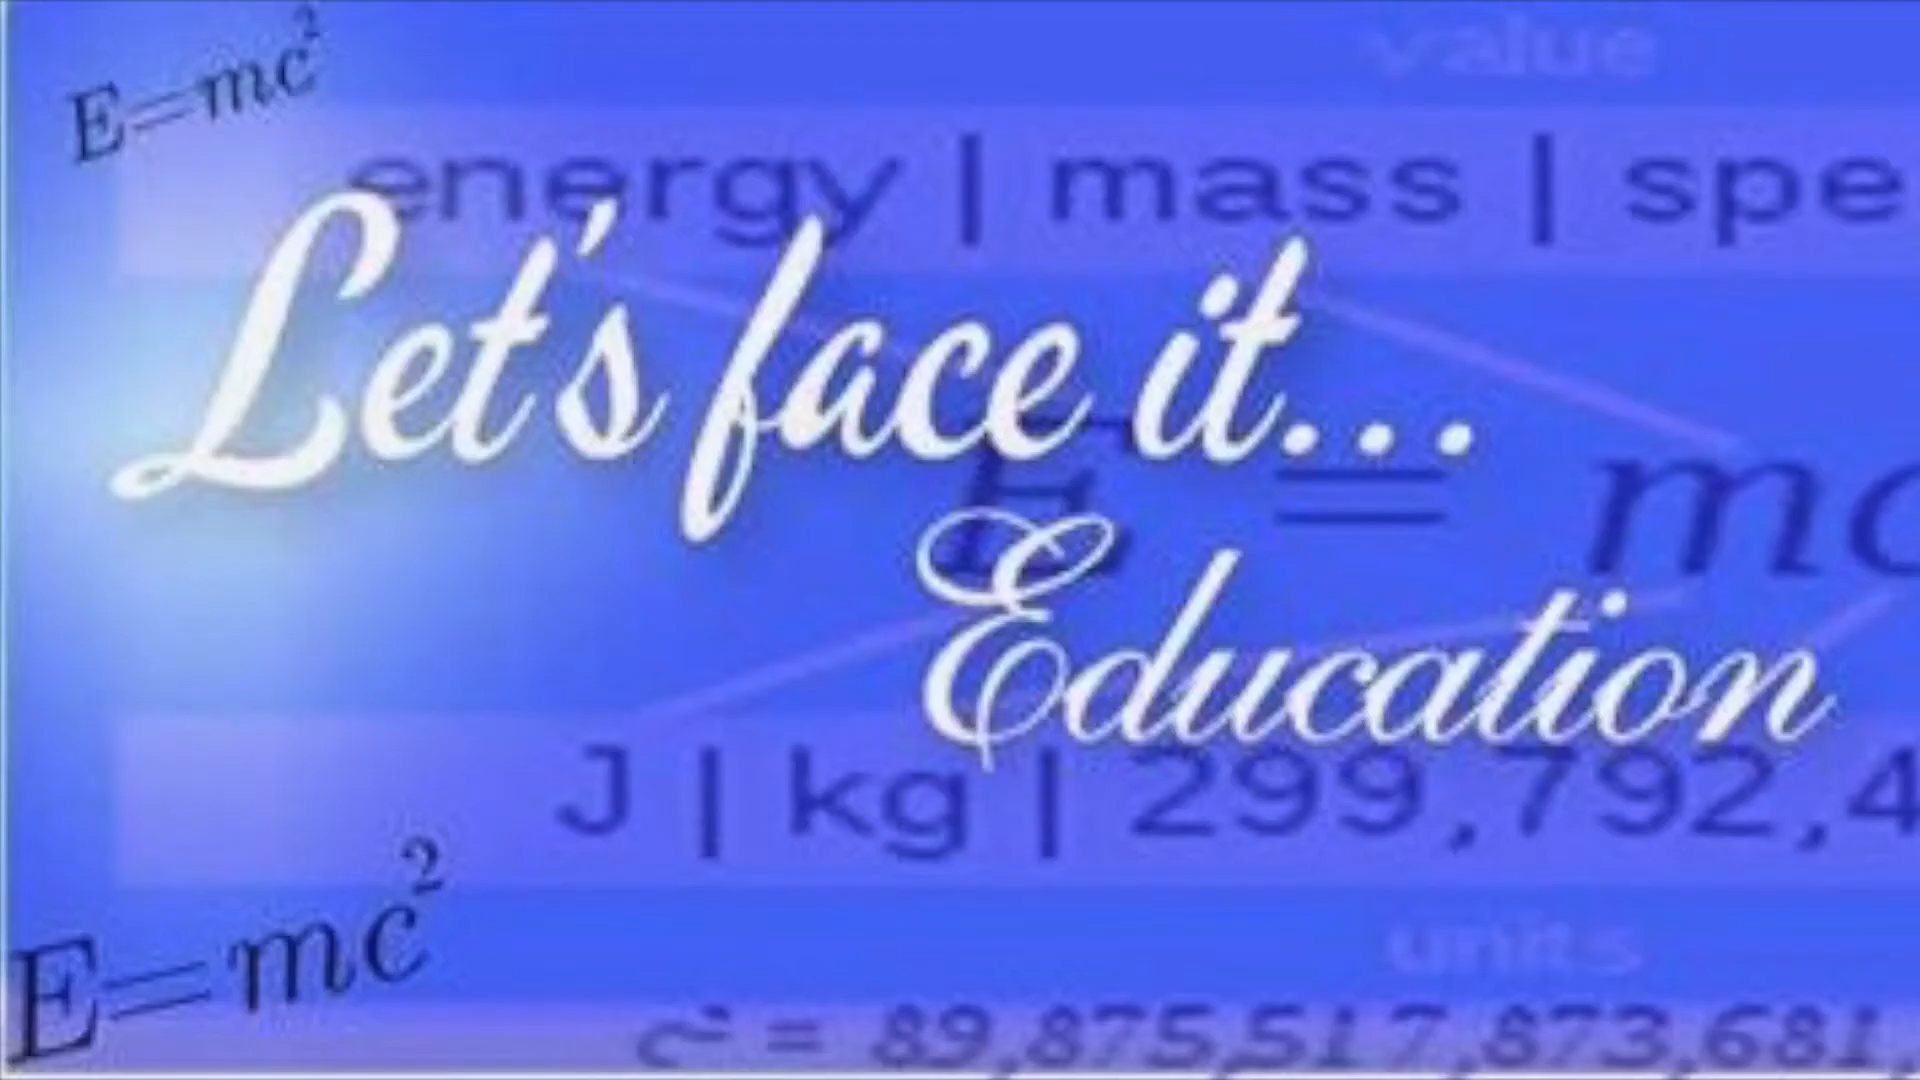 E=mc²
value
energy | mass | spe
Let's face it...
E = mc
Education
J | kg | 299,792,4
E=mc²
units
c² = 89,875,517,873,681,